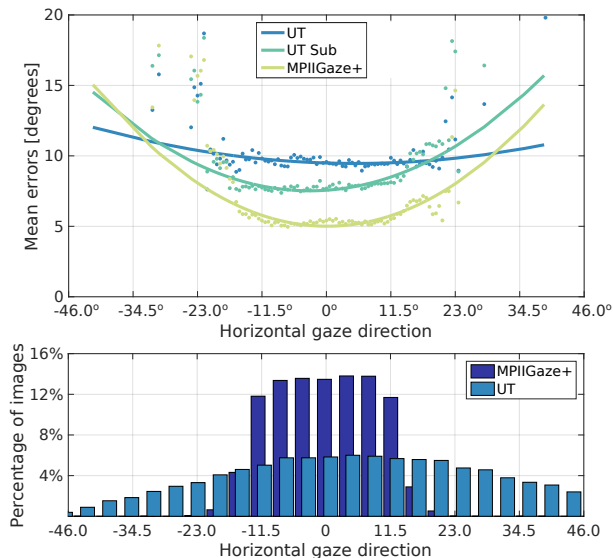 20
15
10
5
0
Mean errors [degrees]
UT
UT Sub
MPIIGaze+
-46.0° -34.5° -23.0° -11.5° 0° 11.5° 23.0° 34.5° 46.0°
Horizontal gaze direction
16%
12%
8%
4%
Percentage of images
MPIIGaze+
UT
-46.0 -34.5 -23.0 -11.5 0 11.5 23.0 34.5 46.0
Horizontal gaze direction